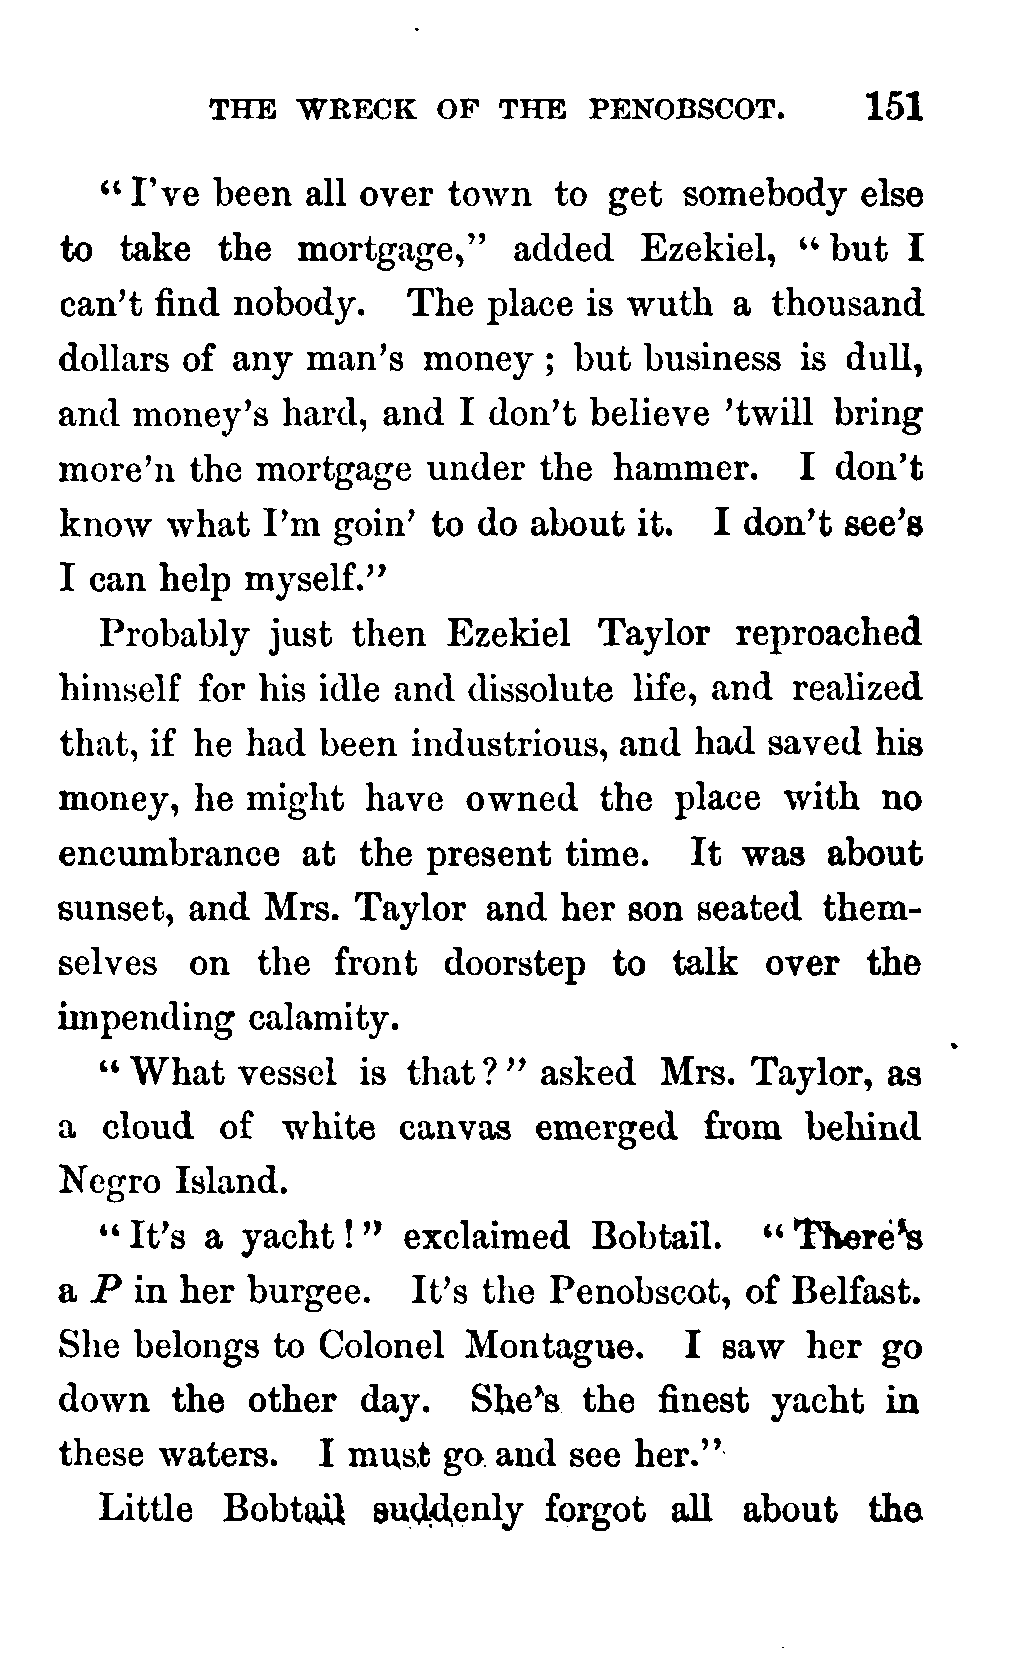 THE WRECK OF THE PENOBSCOT. 151
"I've been all over town to get somebody else
to take the mortgage," added Ezekiel, "but I
can't find nobody. The place is wuth a thousand
dollars of any man's money; but business is dull,
and money's hard, and I don't believe 'twill bring
more'n the mortgage under the hammer. I don't
know what I'm goin' to do about it. I don't see's
I can help myself."
Probably just then Ezekiel Taylor reproached
himself for his idle and dissolute life, and realized
that, if he had been industrious, and had saved his
money, he might have owned the place with no
encumbrance at the present time. It was about
sunset, and Mrs. Taylor and her son seated them-
selves on the front doorstep to talk over the
impending calamity.
"What vessel is that?" asked Mrs. Taylor, as
a cloud of white canvas emerged from behind
Negro Island.
"It's a yacht!" exclaimed Bobtail. "There's
a P in her burgee. It's the Penobscot, of Belfast.
She belongs to Colonel Montague. I saw her go
down the other day. She's the finest yacht in
these waters. I must go and see her."
Little Bobtail suddenly forgot all about the